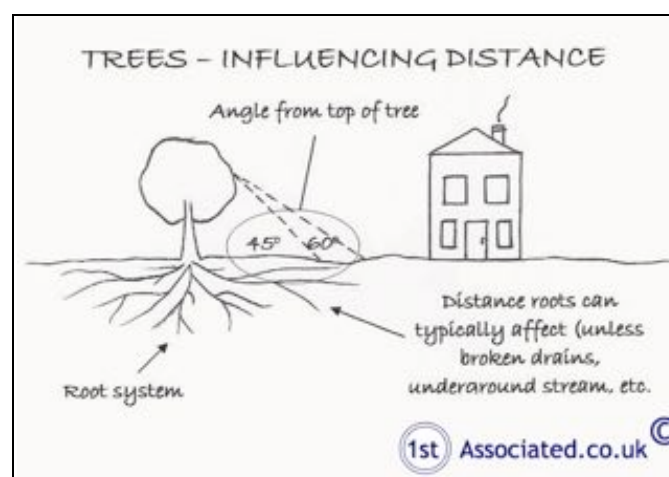 TREES – INFLUENCING DISTANCE
Angle from top of tree
45° 60°
Distance roots can
typically affect (unless
broken drains,
underaround stream, etc.
Root system
1st Associated.co.uk ©